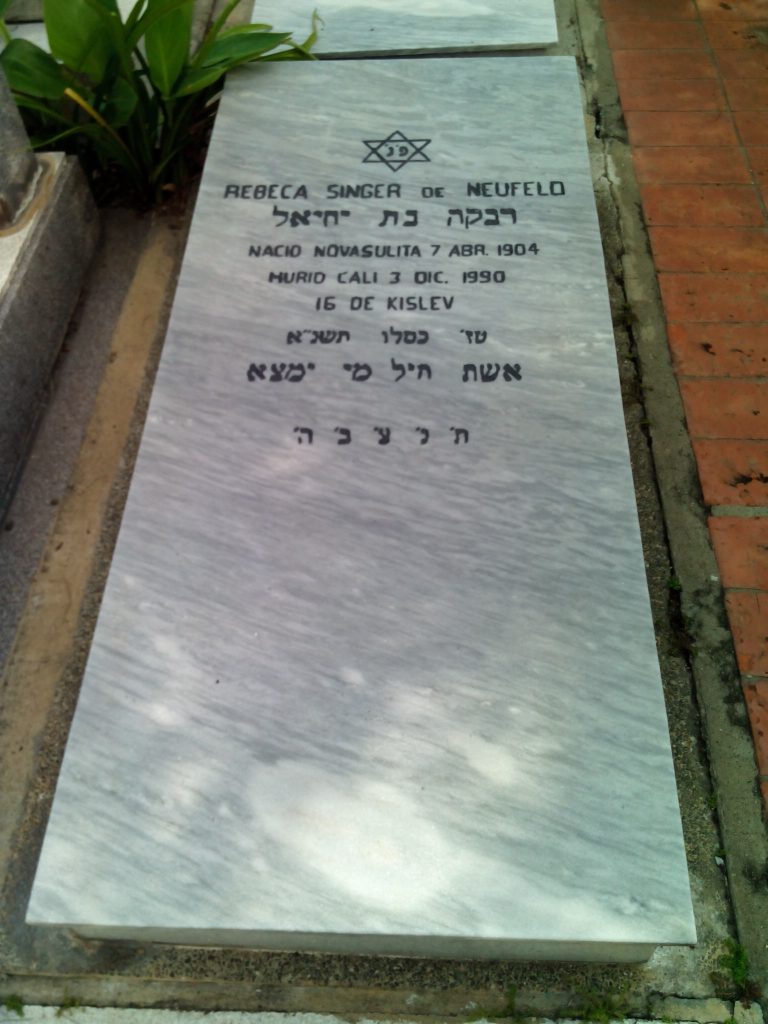 פ'נ'
REBECA SINGER DE NEUFELD
רבקה בת יחיאל
NACIO NOVASULITA 7 ABR. 1904
MURIO CALI 3 DIC. 1990
16 DE KISLEV
טז' כסלו תשנ"א
אשת חיל מי ימצא
ת' נ' צ' ב' ה'